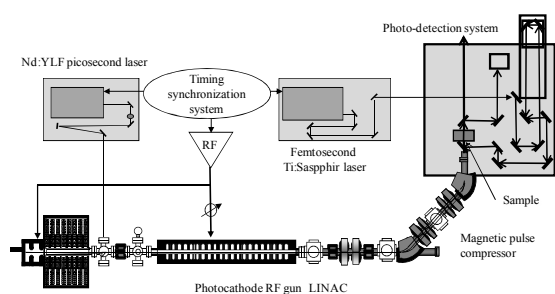 Photo-detection system
Nd:YLF picosecond laser
Timing
synchronization
system
RF
Femtosecond
Ti:Saspphir laser
Sample
Magnetic pulse
compressor
Photocathode RF gun LINAC